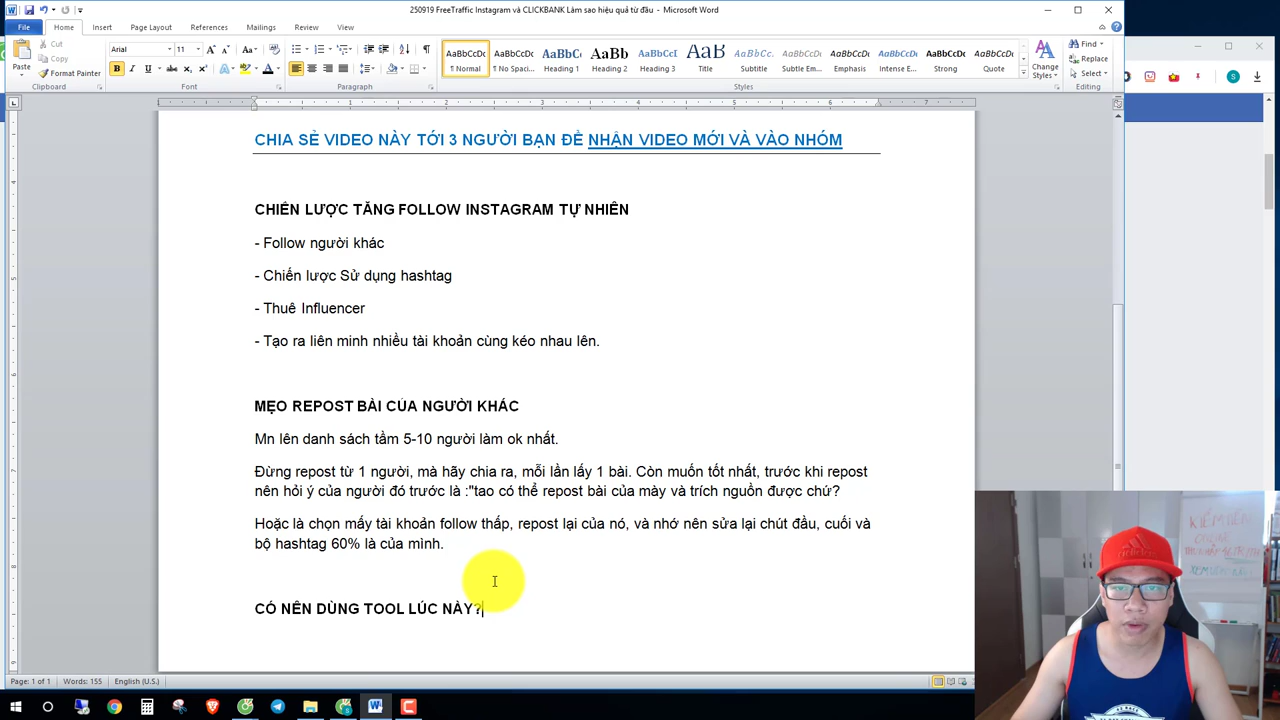 250919 FreeTraffic Instagram và CLICKBANK Làm sao hiệu quả từ đầu - Microsoft Word
File Home Insert Page Layout References Mailings Review View
Paste
Cut
Copy
Format Painter
Clipboard
Arial 11
Font
Paragraph
AaBbCcDc AaBbCcDc AaBbC AaBb AaBbCcI AaB AaBbCc. AaBbCcDc AaBbCcDc AaBbCcDc AaBbCcDc
¶ Normal ¶ No Spaci... Heading 1 Heading 2 Heading 3 Title Subtitle Subtle Em... Emphasis Intense E... Strong Quote
Styles
Change Styles
Find
Replace
Select
Editing
CHIA SẺ VIDEO NÀY TỚI 3 NGƯỜI BẠN ĐỂ NHẬN VIDEO MỚI VÀ VÀO NHÓM
CHIẾN LƯỢC TĂNG FOLLOW INSTAGRAM TỰ NHIÊN
- Follow người khác
- Chiến lược Sử dụng hashtag
- Thuê Influencer
- Tạo ra liên minh nhiều tài khoản cùng kéo nhau lên.
MẸO REPOST BÀI CỦA NGƯỜI KHÁC
Mn lên danh sách tầm 5-10 người làm ok nhất.
Đừng repost từ 1 người, mà hãy chia ra, mỗi lần lấy 1 bài. Còn muốn tốt nhất, trước khi repost
nên hỏi ý của người đó trước là :"tao có thể repost bài của mày và trích nguồn được chứ?
Hoặc là chọn mấy tài khoản follow thấp, repost lại của nó, và nhớ nên sửa lại chút đầu, cuối và
bộ hashtag 60% là của mình.
CÓ NÊN DÙNG TOOL LÚC NÀY?
Page: 1 of 1 Words: 155 English (U.S.)